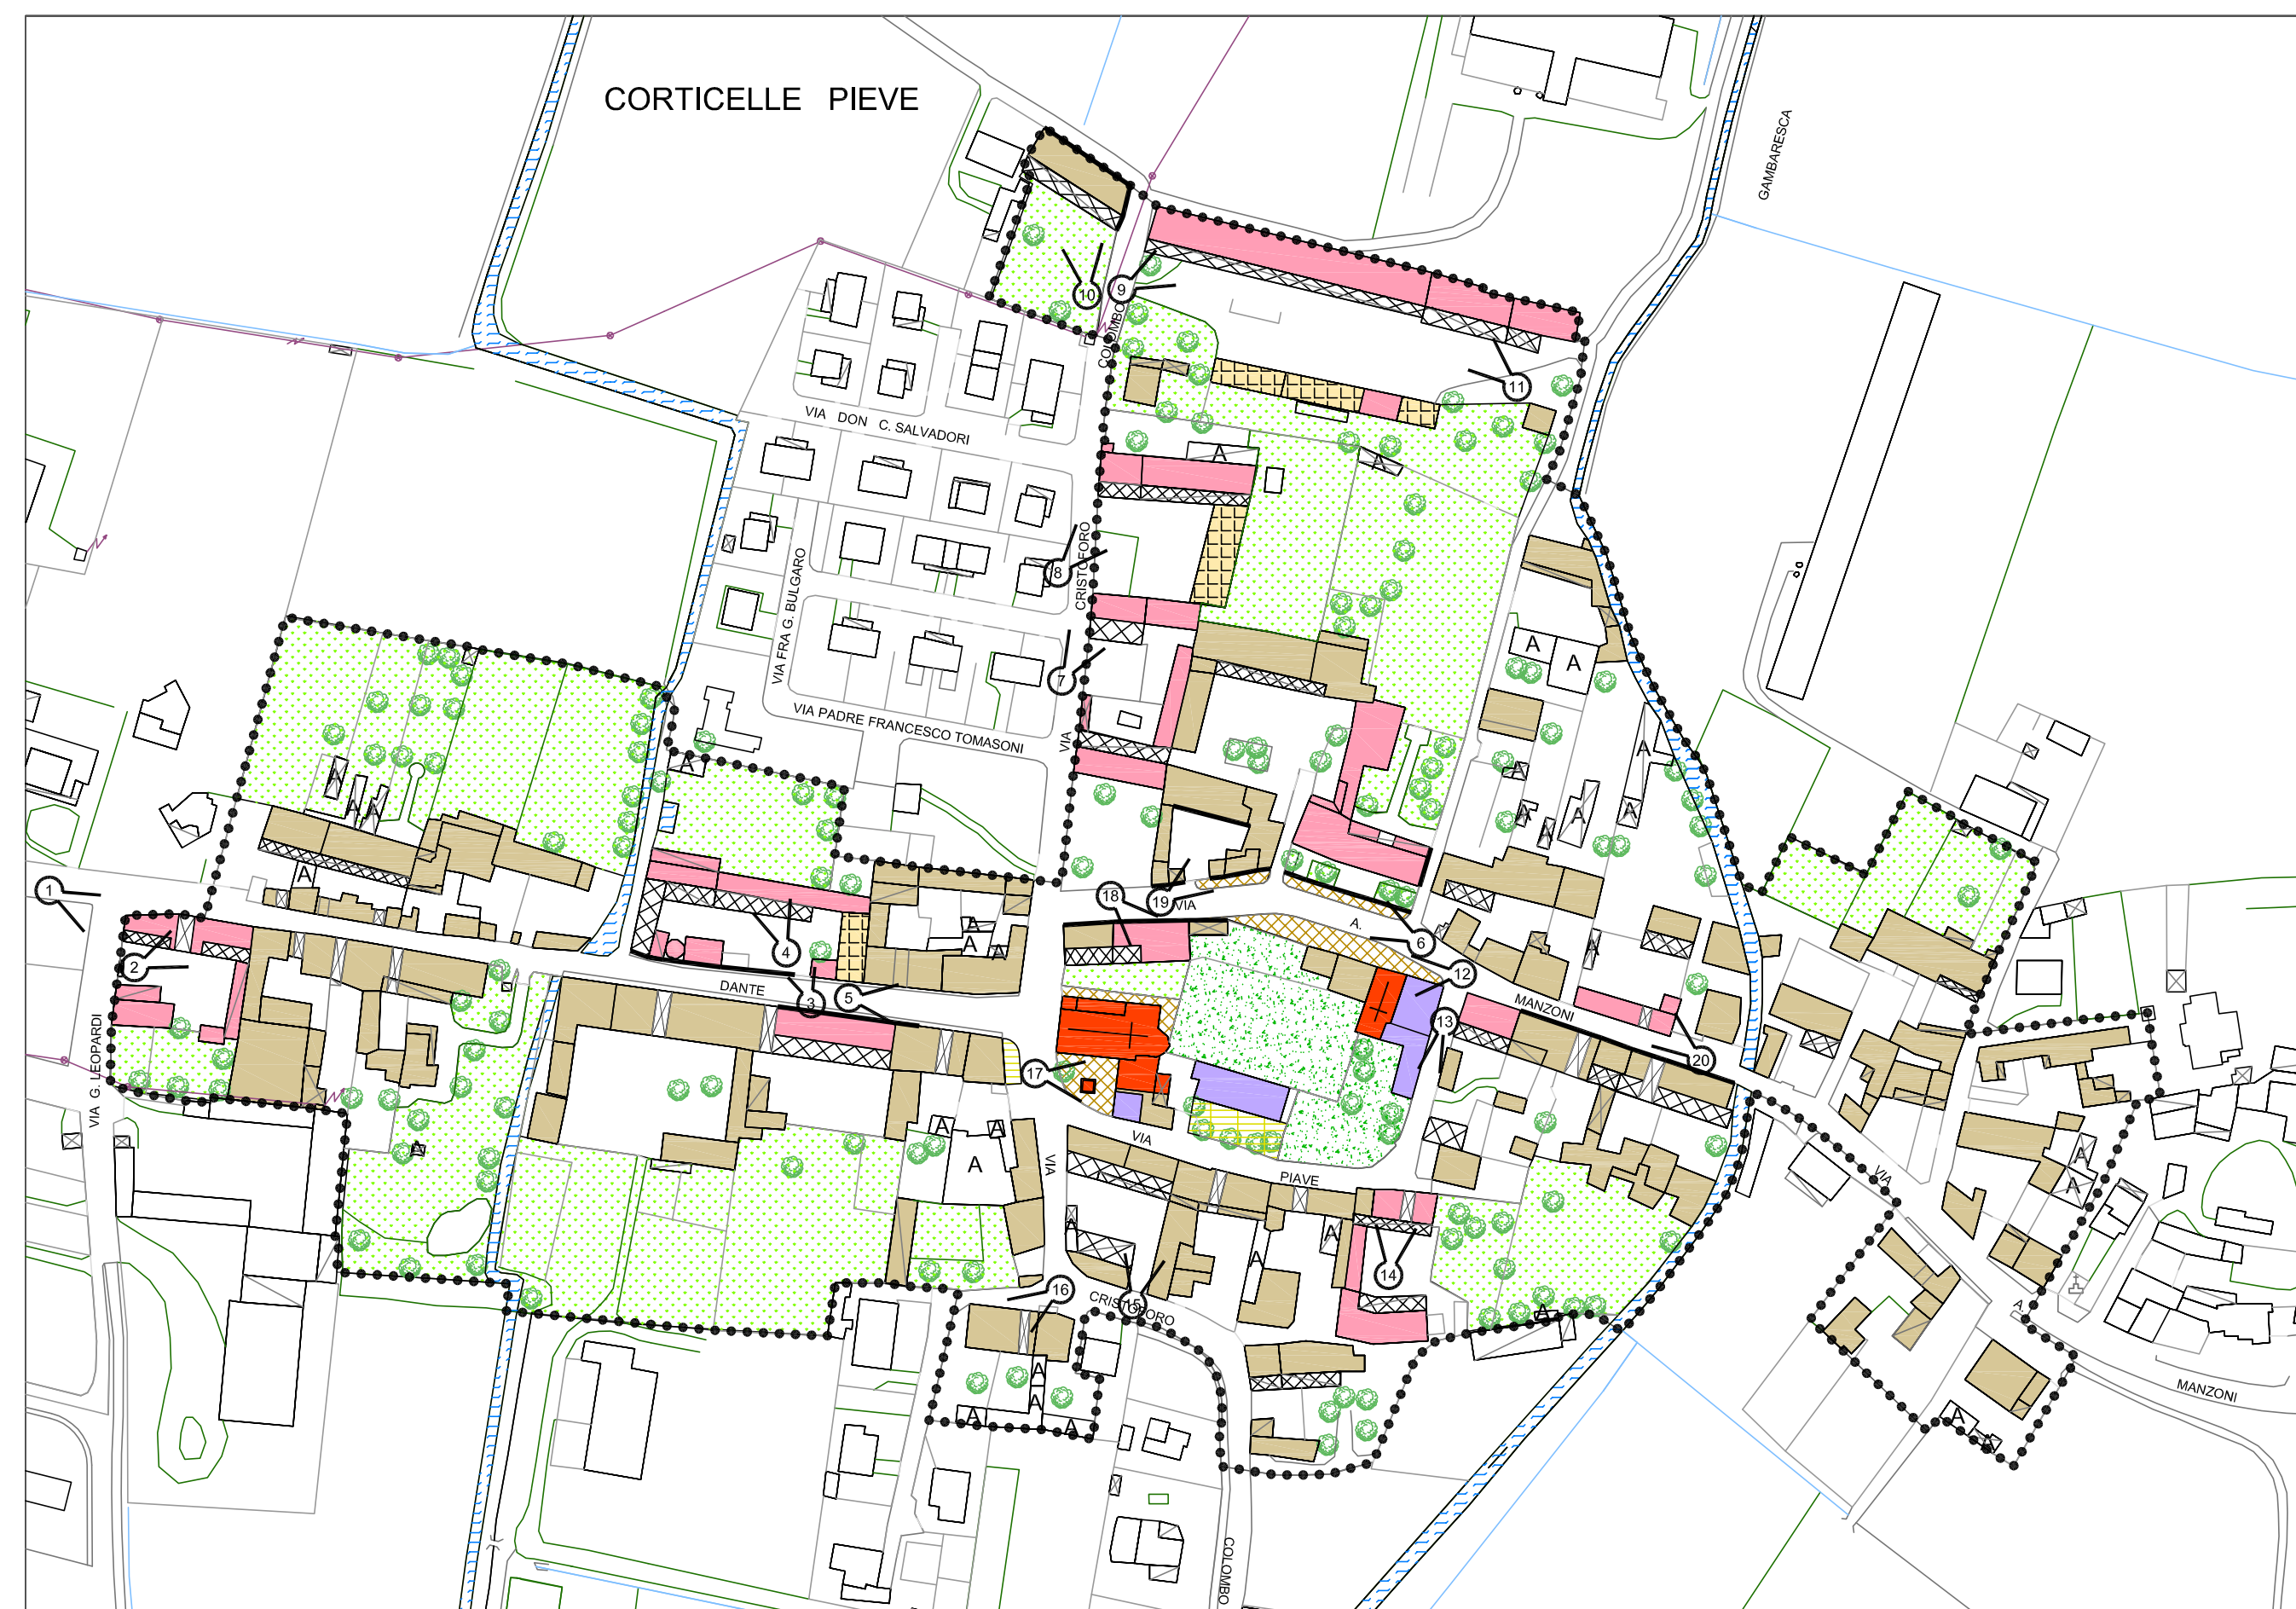 CORTICELLE PIEVE
GAMBARESCA
10
9
COLOMBO
11
VIA DON C. SALVADORI
A
A
CRISTOFORO
8
VIA FRA G. BULGARO
A
A
7
VIA PADRE FRANCESCO TOMASONI
VIA
A
A
A
A
A
A
A
A
A
A
A
A
1
A
18
19
VIA
A.
A
6
A
A
A
2
4
12
DANTE
3
5
MANZONI
13
20
VIA G. LEOPARDI
17
A
A
A
A
VIA
VIA
PIAVE
A
A
VIA
A
A
A
14
16
15
CRISTOFORO
A
A.
A
A
A
A
A
A
MANZONI
COLOMBO